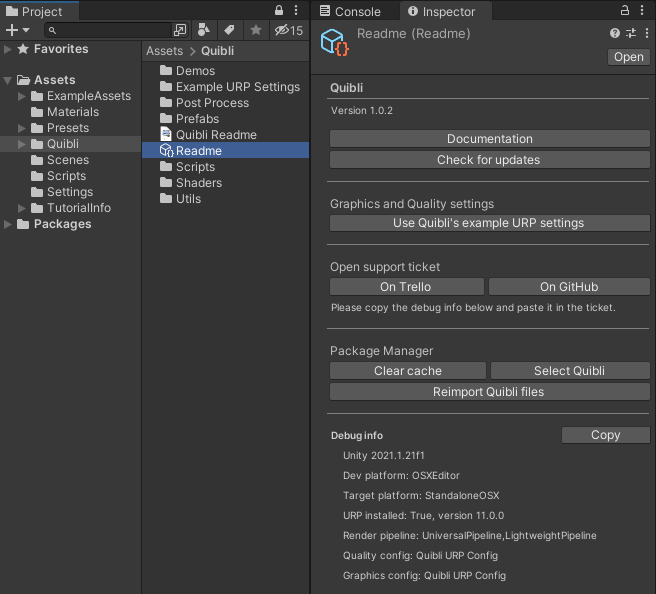 Project
15
Favorites
Assets
ExampleAssets
Materials
Presets
Quibli
Scenes
Scripts
Settings
TutorialInfo
Packages
Assets > Quibli
Demos
Example URP Settings
Post Process
Prefabs
Quibli Readme
Readme
Scripts
Shaders
Utils
Console
Inspector
Readme (Readme)
Open
Quibli
Version 1.0.2
Documentation
Check for updates
Graphics and Quality settings
Use Quibli's example URP settings
Open support ticket
On Trello On GitHub
Please copy the debug info below and paste it in the ticket.
Package Manager
Clear cache Select Quibli
Reimport Quibli files
Debug info Copy
Unity 2021.1.21f1
Dev platform: OSXEditor
Target platform: StandaloneOSX
URP installed: True, version 11.0.0
Render pipeline: UniversalPipeline,LightweightPipeline
Quality config: Quibli URP Config
Graphics config: Quibli URP Config